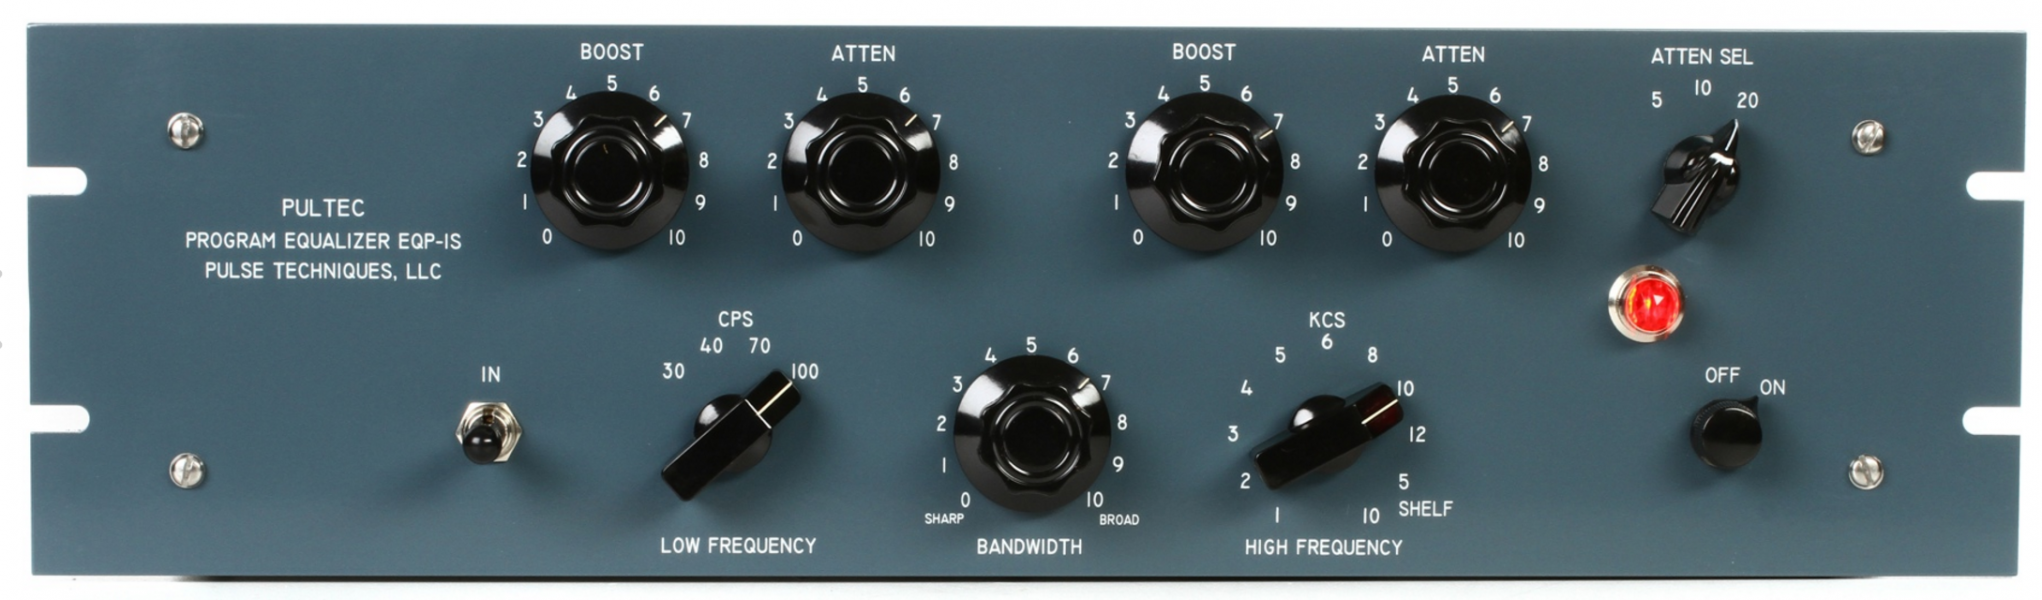 BOOST
5
4 6
3 7
2 8
1 9
0 10
ATTEN
5
4 6
3 7
2 8
1 9
0 10
BOOST
5
4 6
3 7
2 8
1 9
0 10
ATTEN
5
4 6
3 7
2 8
1 9
0 10
ATTEN SEL
5 10 20
PULTEC
PROGRAM EQUALIZER EQP-1S
PULSE TECHNIQUES, LLC
IN
CPS
40 70
30 100
LOW FREQUENCY
5
4 6
3 7
2 8
1 9
0 10
SHARP BROAD
BANDWIDTH
KCS
6
5 8
4 10
3 12
2 5
SHELF
1 10
HIGH FREQUENCY
OFF ON